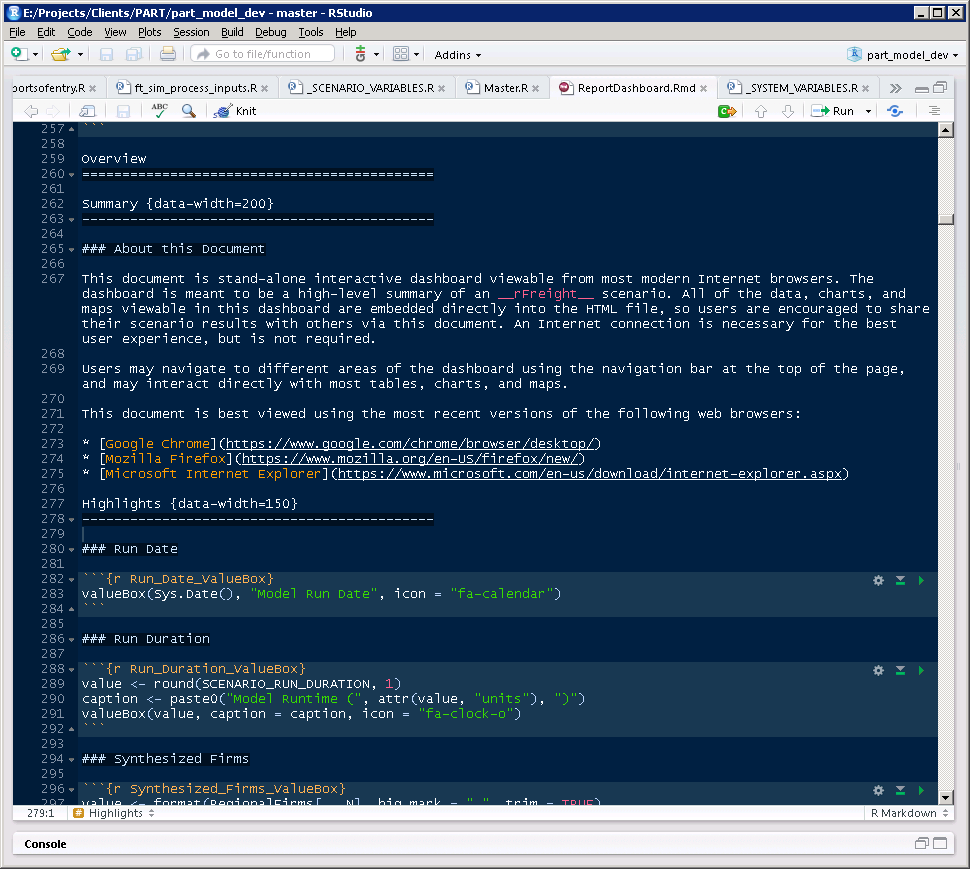 E:/Projects/Clients/PART/part_model_dev - master - RStudio
File Edit Code View Plots Session Build Debug Tools Help
Go to file/function Addins part_model_dev
portsofentry.R ft_sim_process_inputs.R _SCENARIO_VARIABLES.R Master.R ReportDashboard.Rmd _SYSTEM_VARIABLES.R
ABC Knit Run
257 ```
258
259 Overview
260 ============================================
261
262 Summary {data-width=200}
263 --------------------------------------------
264
265 ### About this Document
266
267 This document is stand-alone interactive dashboard viewable from most modern Internet browsers. The
dashboard is meant to be a high-level summary of an __rFreight__ scenario. All of the data, charts, and
maps viewable in this dashboard are embedded directly into the HTML file, so users are encouraged to share
their scenario results with others via this document. An Internet connection is necessary for the best
user experience, but is not required.
268
269 Users may navigate to different areas of the dashboard using the navigation bar at the top of the page,
and may interact directly with most tables, charts, and maps.
270
271 This document is best viewed using the most recent versions of the following web browsers:
272
273 * [Google Chrome](https://www.google.com/chrome/browser/desktop/)
274 * [Mozilla Firefox](https://www.mozilla.org/en-US/firefox/new/)
275 * [Microsoft Internet Explorer](https://www.microsoft.com/en-us/download/internet-explorer.aspx)
276
277 Highlights {data-width=150}
278 --------------------------------------------
279
280 ### Run Date
281
282 ```{r Run_Date_ValueBox}
283 valueBox(Sys.Date(), "Model Run Date", icon = "fa-calendar")
284 ```
285
286 ### Run Duration
287
288 ```{r Run_Duration_ValueBox}
289 value <- round(SCENARIO_RUN_DURATION, 1)
290 caption <- paste0("Model Runtime (", attr(value, "units"), ")")
291 valueBox(value, caption = caption, icon = "fa-clock-o")
292 ```
293
294 ### Synthesized Firms
295
296 ```{r Synthesized_Firms_ValueBox}
297 value <- format(RegionalFirms[, .N], big.mark = ",", trim = TRUE)
279:1 # Highlights R Markdown
Console